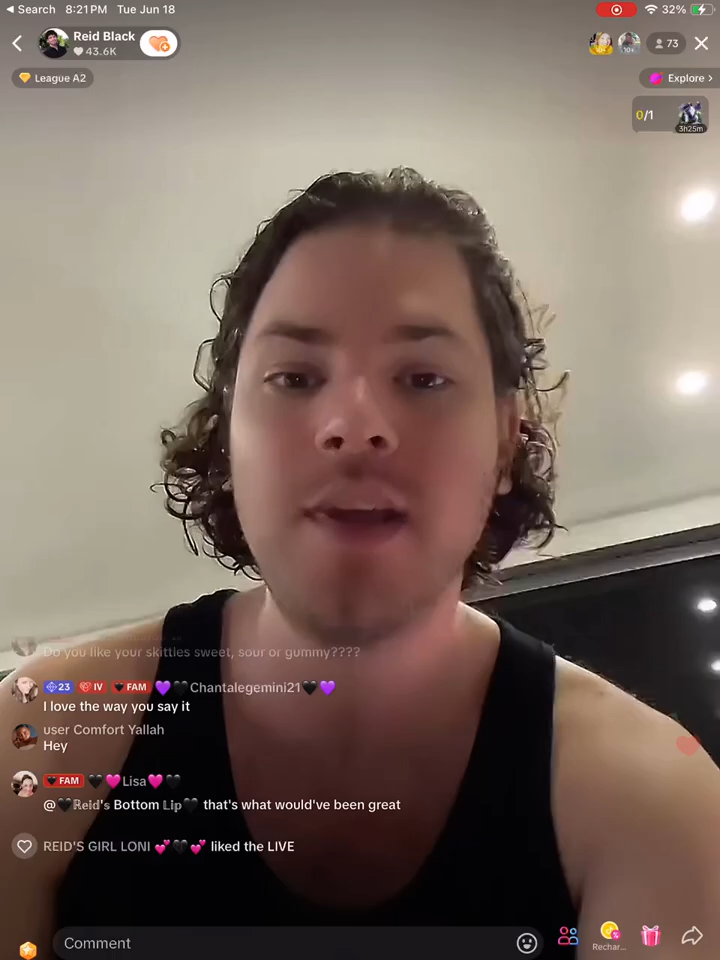 Search 8:21 PM Tue Jun 18 32%
Reid Black
43.6K
73
League A2
Explore
0/1
3h25m
Do you like your skittles sweet, sour or gummy????
23 IV FAM 💜🖤Chantalegemini21🖤💜
I love the way you say it
user Comfort Yallah
Hey
FAM 🖤💖Lisa💖🖤
@🖤ℝ𝕖𝕚𝕕's Bottom 𝕃𝕚𝕡🖤 that's what would've been great
REID'S GIRL LONI 💕🖤💕 liked the LIVE
Comment
Rechar...